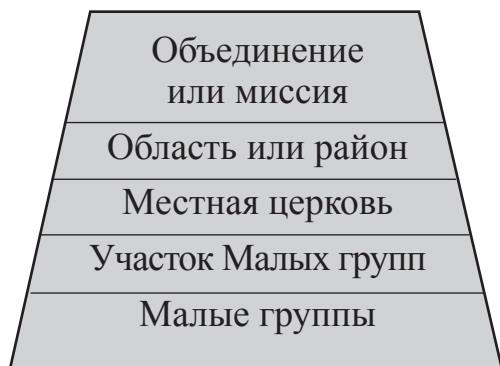 Объединение
или миссия
Область или район
Местная церковь
Участок Малых групп
Малые группы